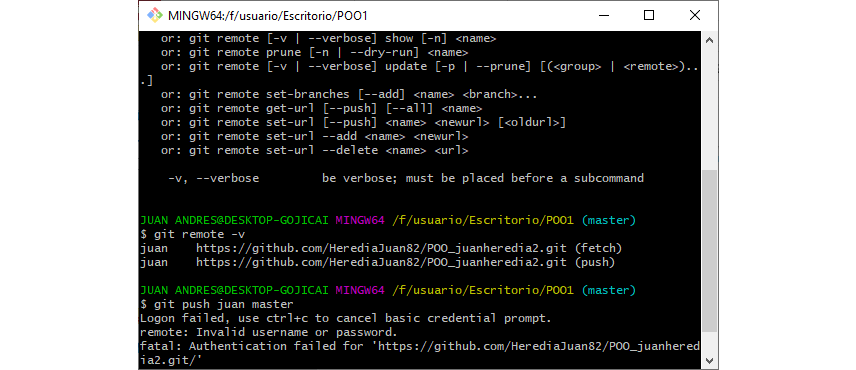 MINGW64:/f/usuario/Escritorio/POO1
or: git remote [-v | --verbose] show [-n] <name>
or: git remote prune [-n | --dry-run] <name>
or: git remote [-v | --verbose] update [-p | --prune] [(<group> | <remote>)..
.]
or: git remote set-branches [--add] <name> <branch>...
or: git remote get-url [--push] [--all] <name>
or: git remote set-url [--push] <name> <newurl> [<oldurl>]
or: git remote set-url --add <name> <newurl>
or: git remote set-url --delete <name> <url>
-v, --verbose         be verbose; must be placed before a subcommand
JUAN ANDRES@DESKTOP-GOJICAI MINGW64 /f/usuario/Escritorio/POO1 (master)
$ git remote -v
juan    https://github.com/HerediaJuan82/POO_juanheredia2.git (fetch)
juan    https://github.com/HerediaJuan82/POO_juanheredia2.git (push)
JUAN ANDRES@DESKTOP-GOJICAI MINGW64 /f/usuario/Escritorio/POO1 (master)
$ git push juan master
Logon failed, use ctrl+c to cancel basic credential prompt.
remote: Invalid username or password.
fatal: Authentication failed for 'https://github.com/HerediaJuan82/POO_juanhered
ia2.git/'